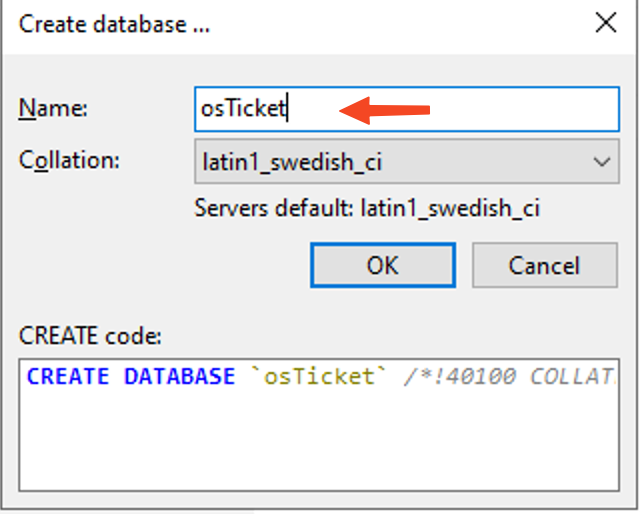 Create database ...
Name: osTicket
Collation: latin1_swedish_ci
Servers default: latin1_swedish_ci
OK Cancel
CREATE code:
CREATE DATABASE `osTicket` /*!40100 COLLAT